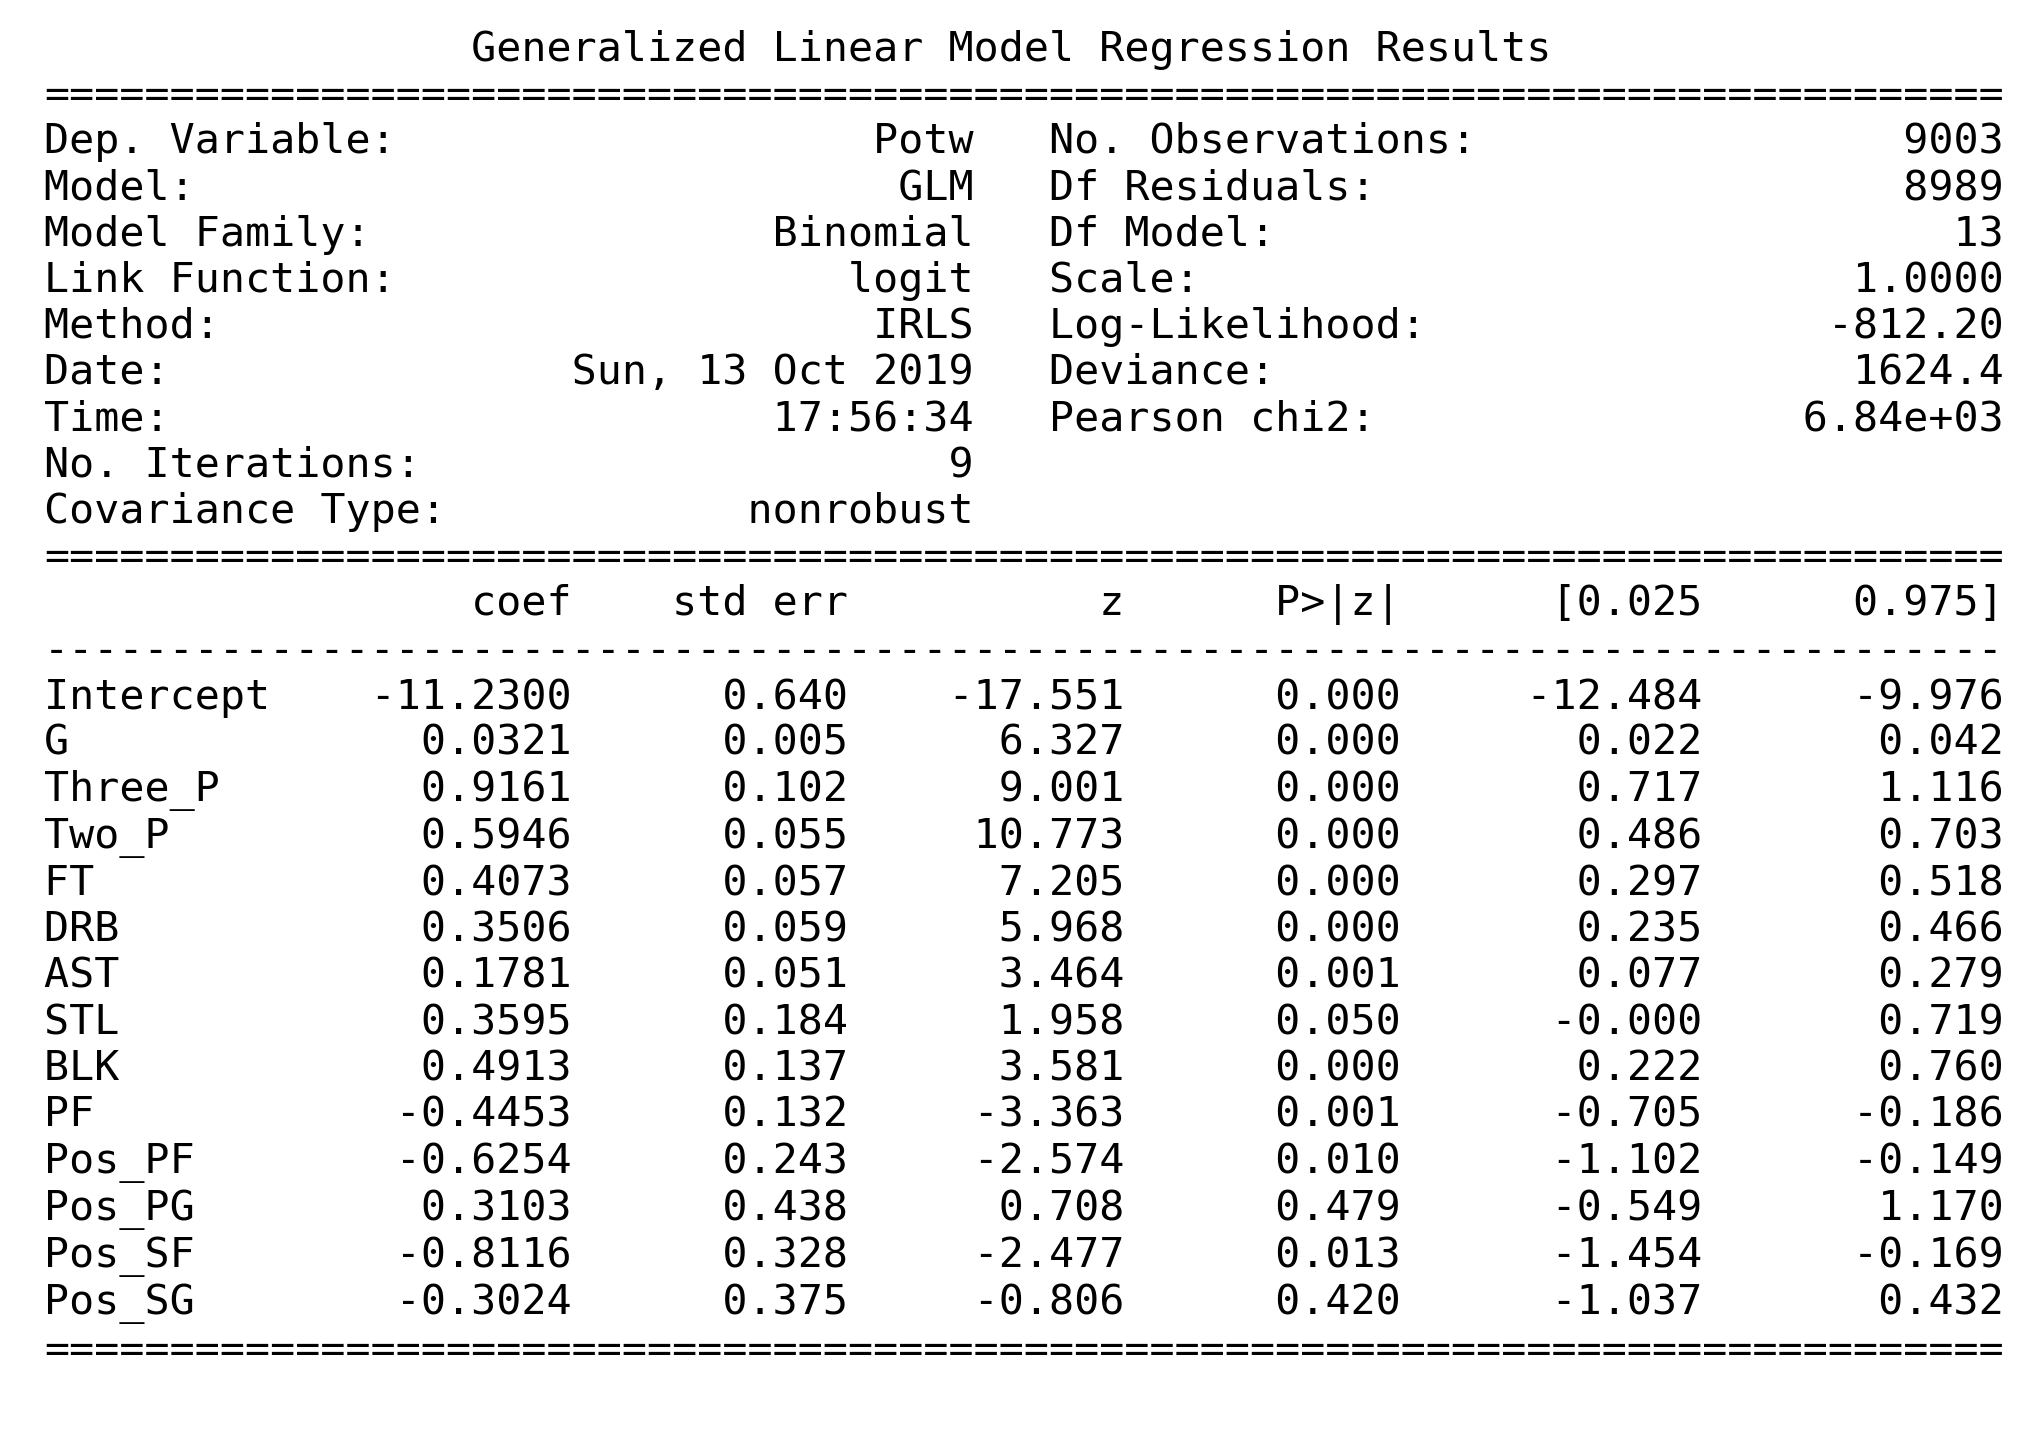 Generalized Linear Model Regression Results
==============================================================================
Dep. Variable:                   Potw   No. Observations:                 9003
Model:                            GLM   Df Residuals:                     8989
Model Family:                Binomial   Df Model:                           13
Link Function:                  logit   Scale:                          1.0000
Method:                          IRLS   Log-Likelihood:                -812.20
Date:                Sun, 13 Oct 2019   Deviance:                       1624.4
Time:                        17:56:34   Pearson chi2:                 6.84e+03
No. Iterations:                     9
Covariance Type:            nonrobust
==============================================================================
                 coef    std err          z      P>|z|      [0.025      0.975]
------------------------------------------------------------------------------
Intercept    -11.2300      0.640    -17.551      0.000     -12.484      -9.976
G              0.0321      0.005      6.327      0.000       0.022       0.042
Three_P        0.9161      0.102      9.001      0.000       0.717       1.116
Two_P          0.5946      0.055     10.773      0.000       0.486       0.703
FT             0.4073      0.057      7.205      0.000       0.297       0.518
DRB            0.3506      0.059      5.968      0.000       0.235       0.466
AST            0.1781      0.051      3.464      0.001       0.077       0.279
STL            0.3595      0.184      1.958      0.050      -0.000       0.719
BLK            0.4913      0.137      3.581      0.000       0.222       0.760
PF            -0.4453      0.132     -3.363      0.001      -0.705      -0.186
Pos_PF        -0.6254      0.243     -2.574      0.010      -1.102      -0.149
Pos_PG         0.3103      0.438      0.708      0.479      -0.549       1.170
Pos_SF        -0.8116      0.328     -2.477      0.013      -1.454      -0.169
Pos_SG        -0.3024      0.375     -0.806      0.420      -1.037       0.432
==============================================================================